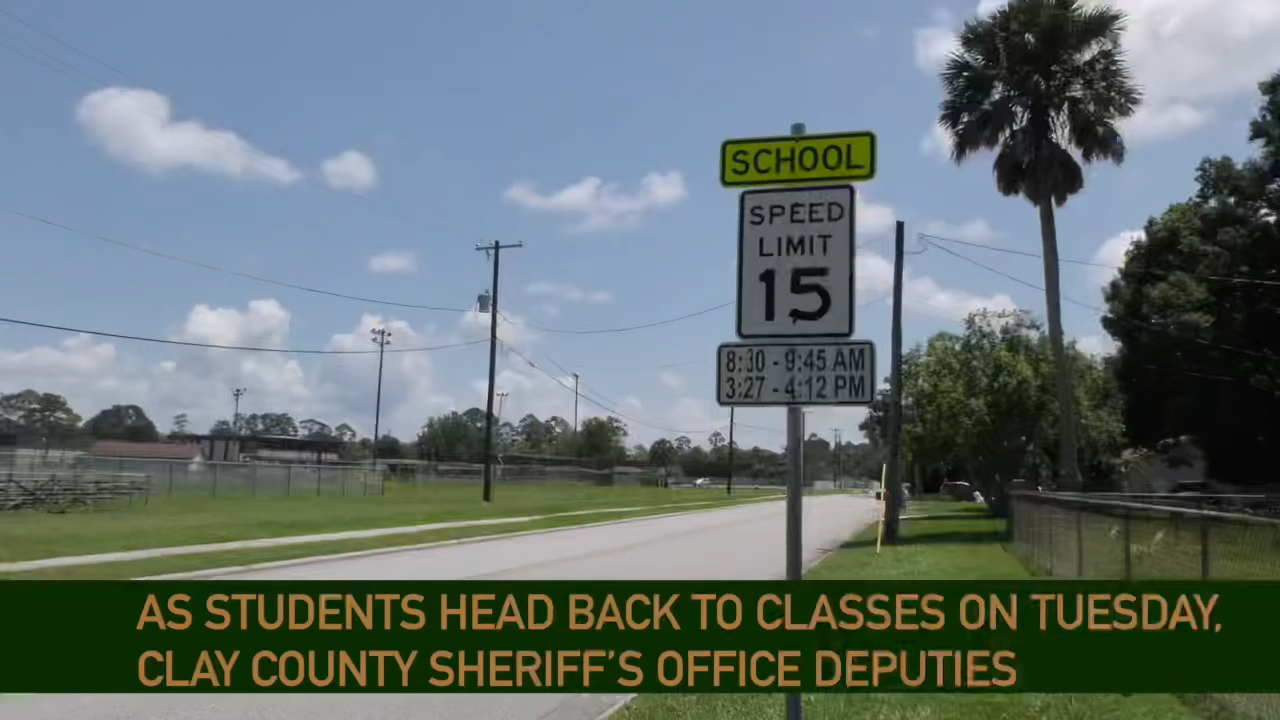 SCHOOL
SPEED
LIMIT
15
8:30 - 9:45 AM
3:27 - 4:12 PM
AS STUDENTS HEAD BACK TO CLASSES ON TUESDAY,
CLAY COUNTY SHERIFF'S OFFICE DEPUTIES